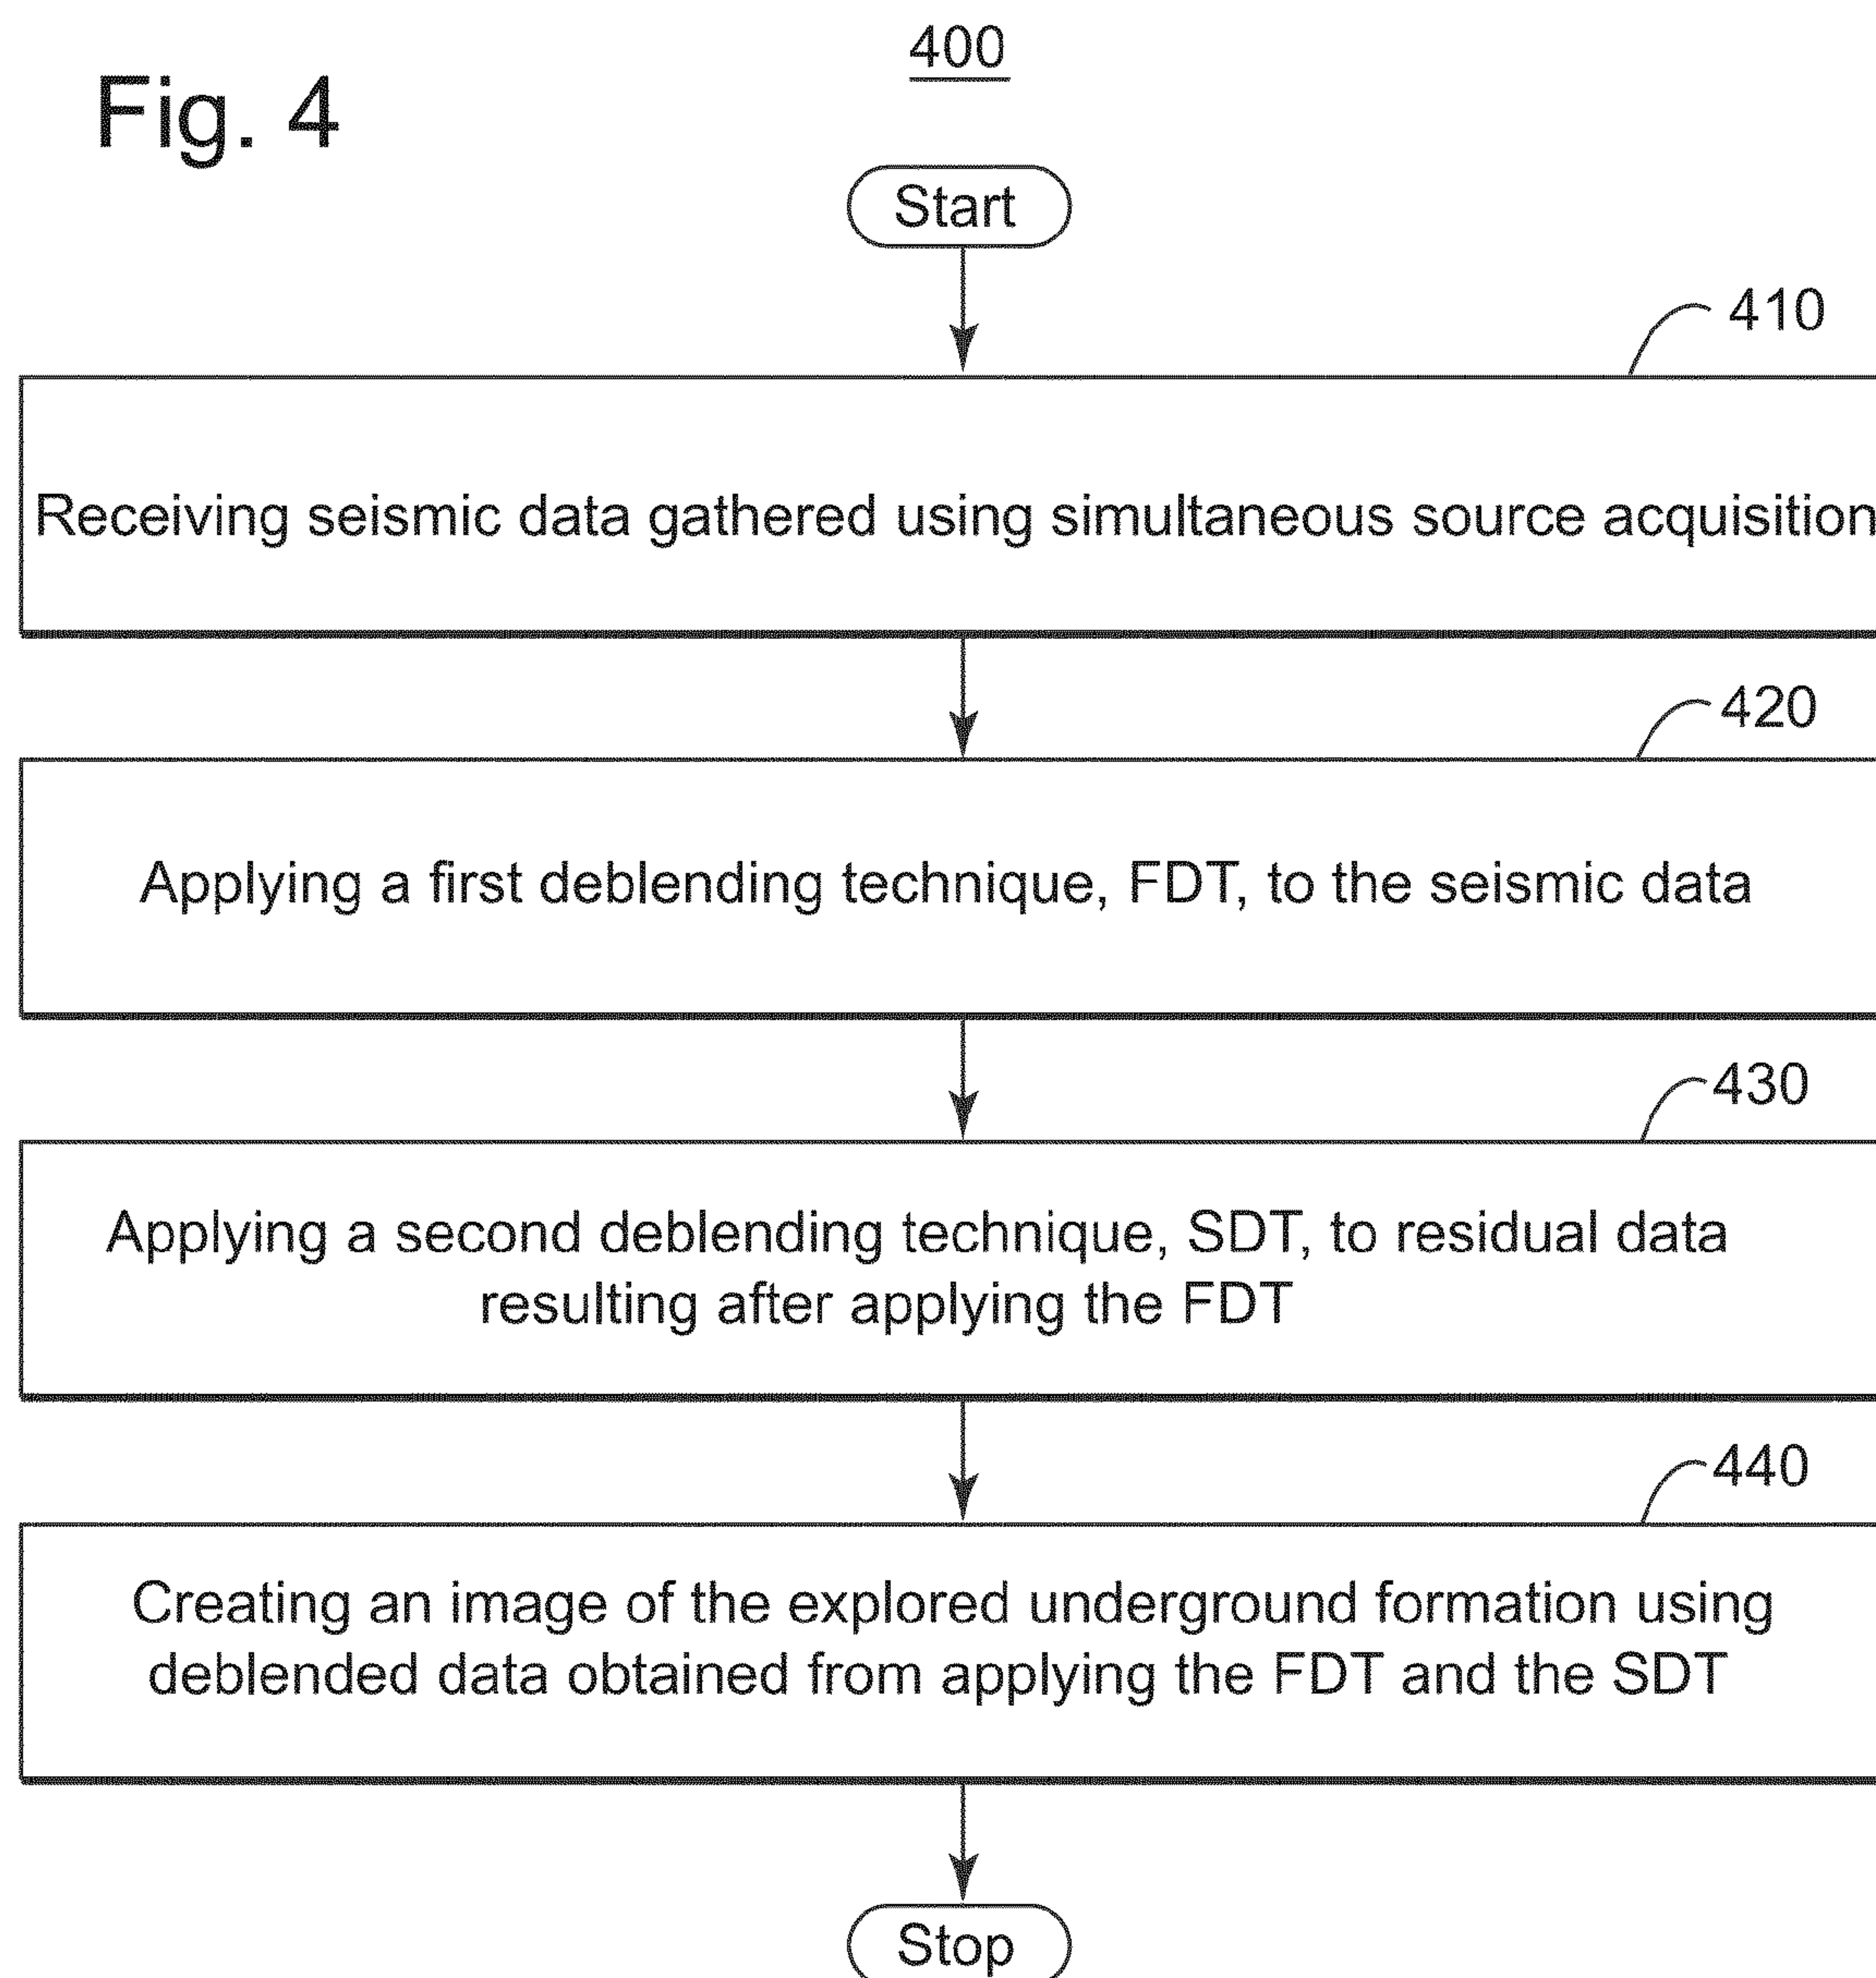 400
Fig. 4
Start
410
Receiving seismic data gathered using simultaneous source acquisition
420
Applying a first deblending technique, FDT, to the seismic data
430
Applying a second deblending technique, SDT, to residual data
resulting after applying the FDT
440
Creating an image of the explored underground formation using
deblended data obtained from applying the FDT and the SDT
Stop